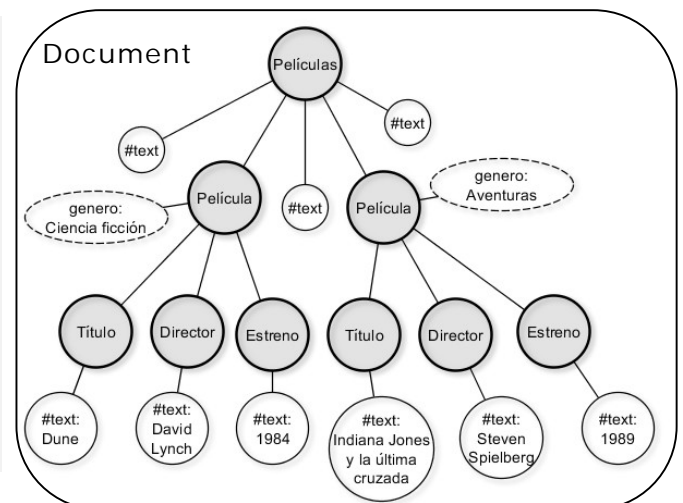 Document
Películas
#text
#text
Película
#text
Película
genero:
Ciencia ficción
genero:
Aventuras
Título
Director
Estreno
Título
Director
Estreno
#text:
Dune
#text:
David
Lynch
#text:
1984
#text:
Indiana Jones
y la última
cruzada
#text:
Steven
Spielberg
#text:
1989